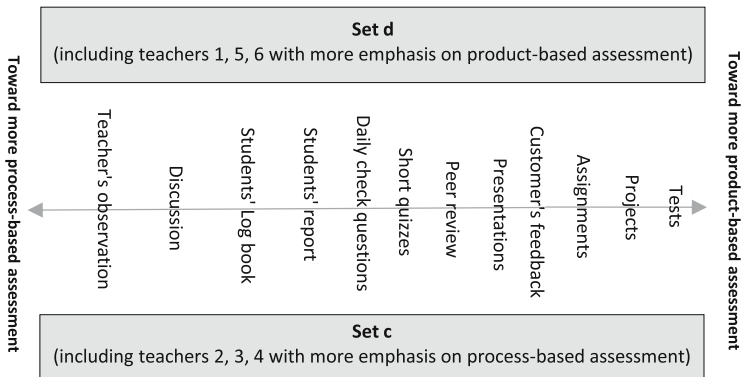 Set d
(including teachers 1, 5, 6 with more emphasis on product-based assessment)
Toward more process-based assessment
Teacher's observation
Discussion
Students' Log book
Students' report
Daily check questions
Short quizzes
Peer review
Presentations
Customer's feedback
Assignments
Projects
Tests
Toward more product-based assessment
Set c
(including teachers 2, 3, 4 with more emphasis on process-based assessment)